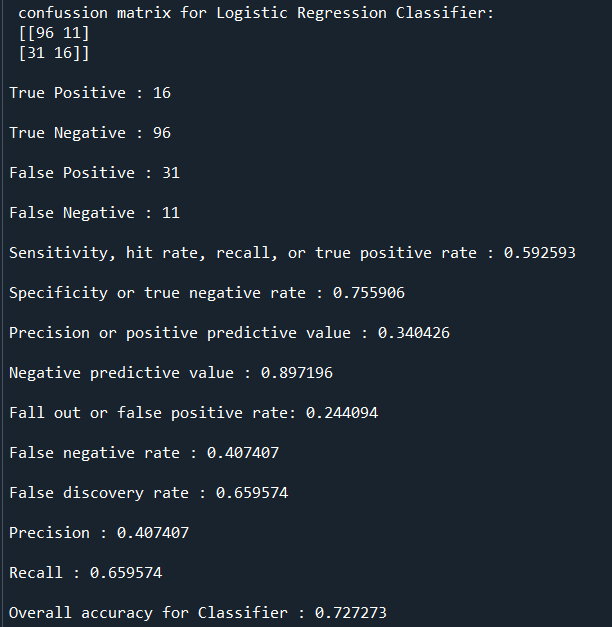 confussion matrix for Logistic Regression Classifier:
[[96 11]
[31 16]]
True Positive : 16
True Negative : 96
False Positive : 31
False Negative : 11
Sensitivity, hit rate, recall, or true positive rate : 0.592593
Specificity or true negative rate : 0.755906
Precision or positive predictive value : 0.340426
Negative predictive value : 0.897196
Fall out or false positive rate: 0.244094
False negative rate : 0.407407
False discovery rate : 0.659574
Precision : 0.407407
Recall : 0.659574
Overall accuracy for Classifier : 0.727273